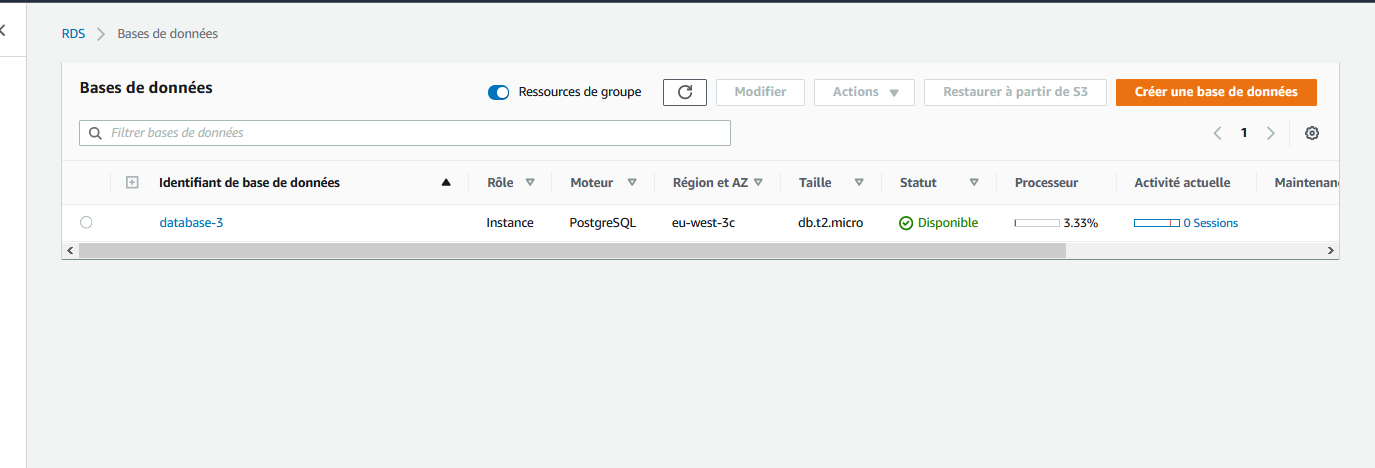 RDS > Bases de données
Bases de données Ressources de groupe Modifier Actions Restaurer à partir de S3 Créer une base de données
Filtrer bases de données 1
Identifiant de base de données Rôle Moteur Région et AZ Taille Statut Processeur Activité actuelle Maintenanc
database-3 Instance PostgreSQL eu-west-3c db.t2.micro Disponible 3.33% 0 Sessions